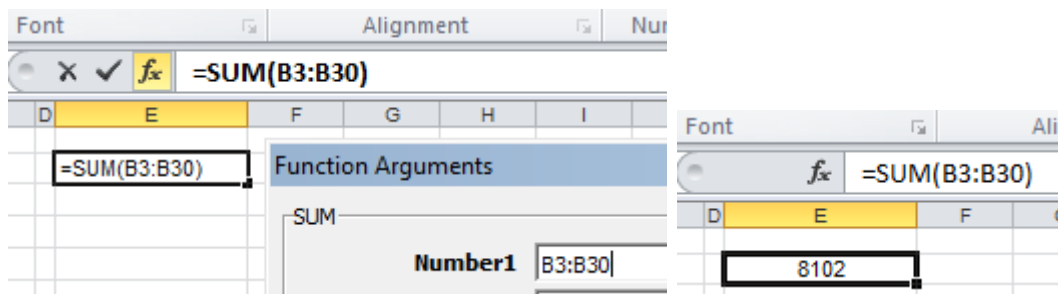 Font Alignment Nur
fx =SUM(B3:B30)
D E F G H I
=SUM(B3:B30) Function Arguments
SUM
Number1 B3:B30
Font Ali
fx =SUM(B3:B30)
D E F
8102